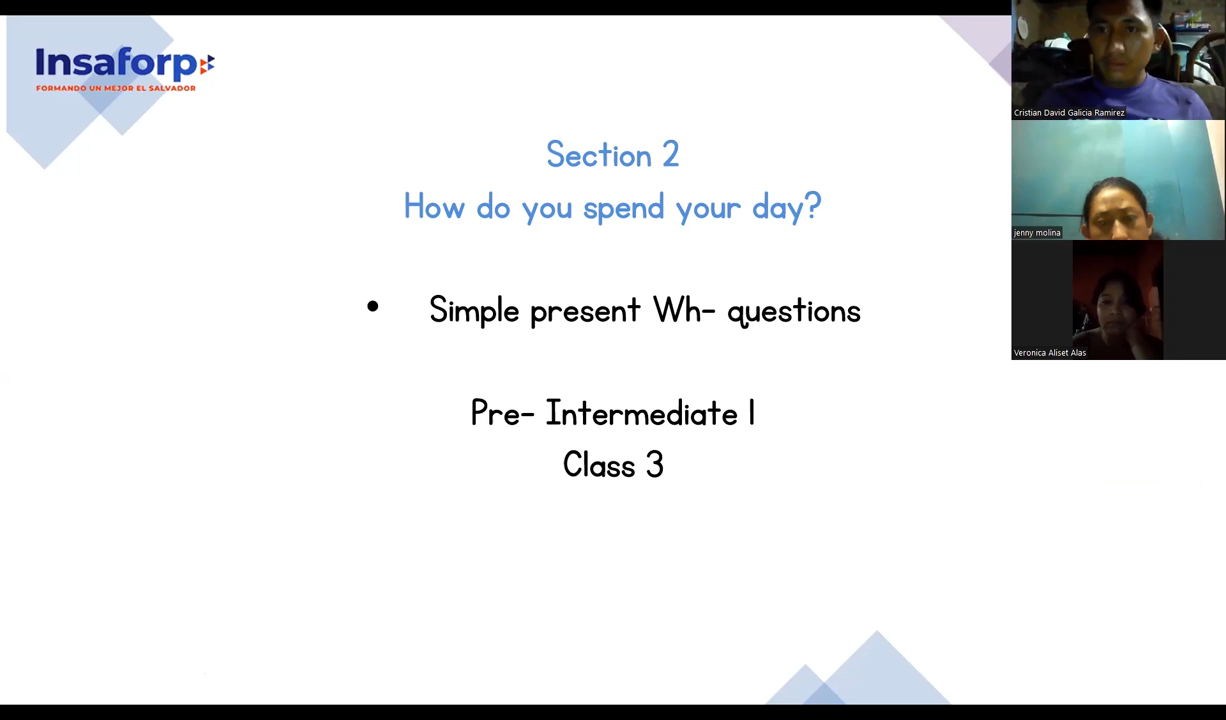 Insaforp
FORMANDO UN MEJOR EL SALVADOR
Section 2
How do you spend your day?
• Simple present Wh- questions
Pre- Intermediate 1
Class 3
Cristian David Galicia Ramirez
jenny molina
Veronica Aliset Alas